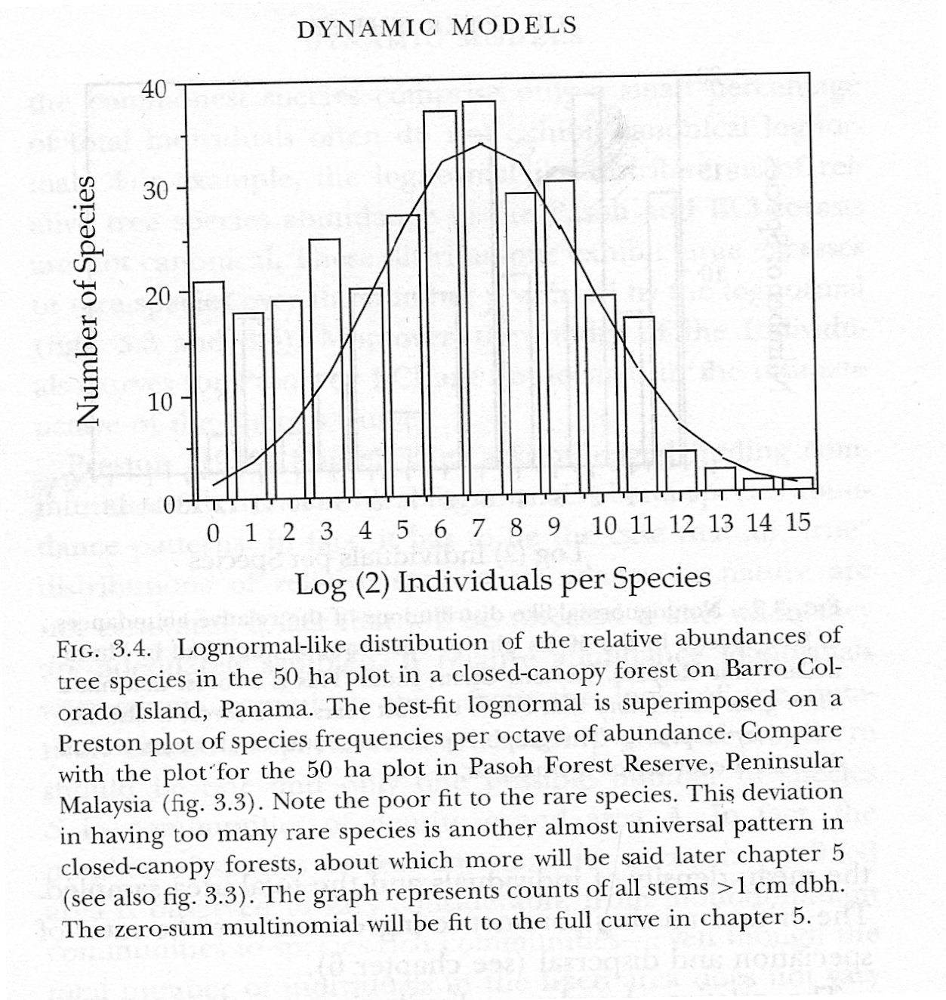 DYNAMIC MODELS
40
30
20
10
0
Number of Species
0 1 2 3 4 5 6 7 8 9 10 11 12 13 14 15
Log (2) Individuals per Species
FIG. 3.4. Lognormal-like distribution of the relative abundances of
tree species in the 50 ha plot in a closed-canopy forest on Barro Col-
orado Island, Panama. The best-fit lognormal is superimposed on a
Preston plot of species frequencies per octave of abundance. Compare
with the plot for the 50 ha plot in Pasoh Forest Reserve, Peninsular
Malaysia (fig. 3.3). Note the poor fit to the rare species. This deviation
in having too many rare species is another almost universal pattern in
closed-canopy forests, about which more will be said later chapter 5
(see also fig. 3.3). The graph represents counts of all stems >1 cm dbh.
The zero-sum multinomial will be fit to the full curve in chapter 5.